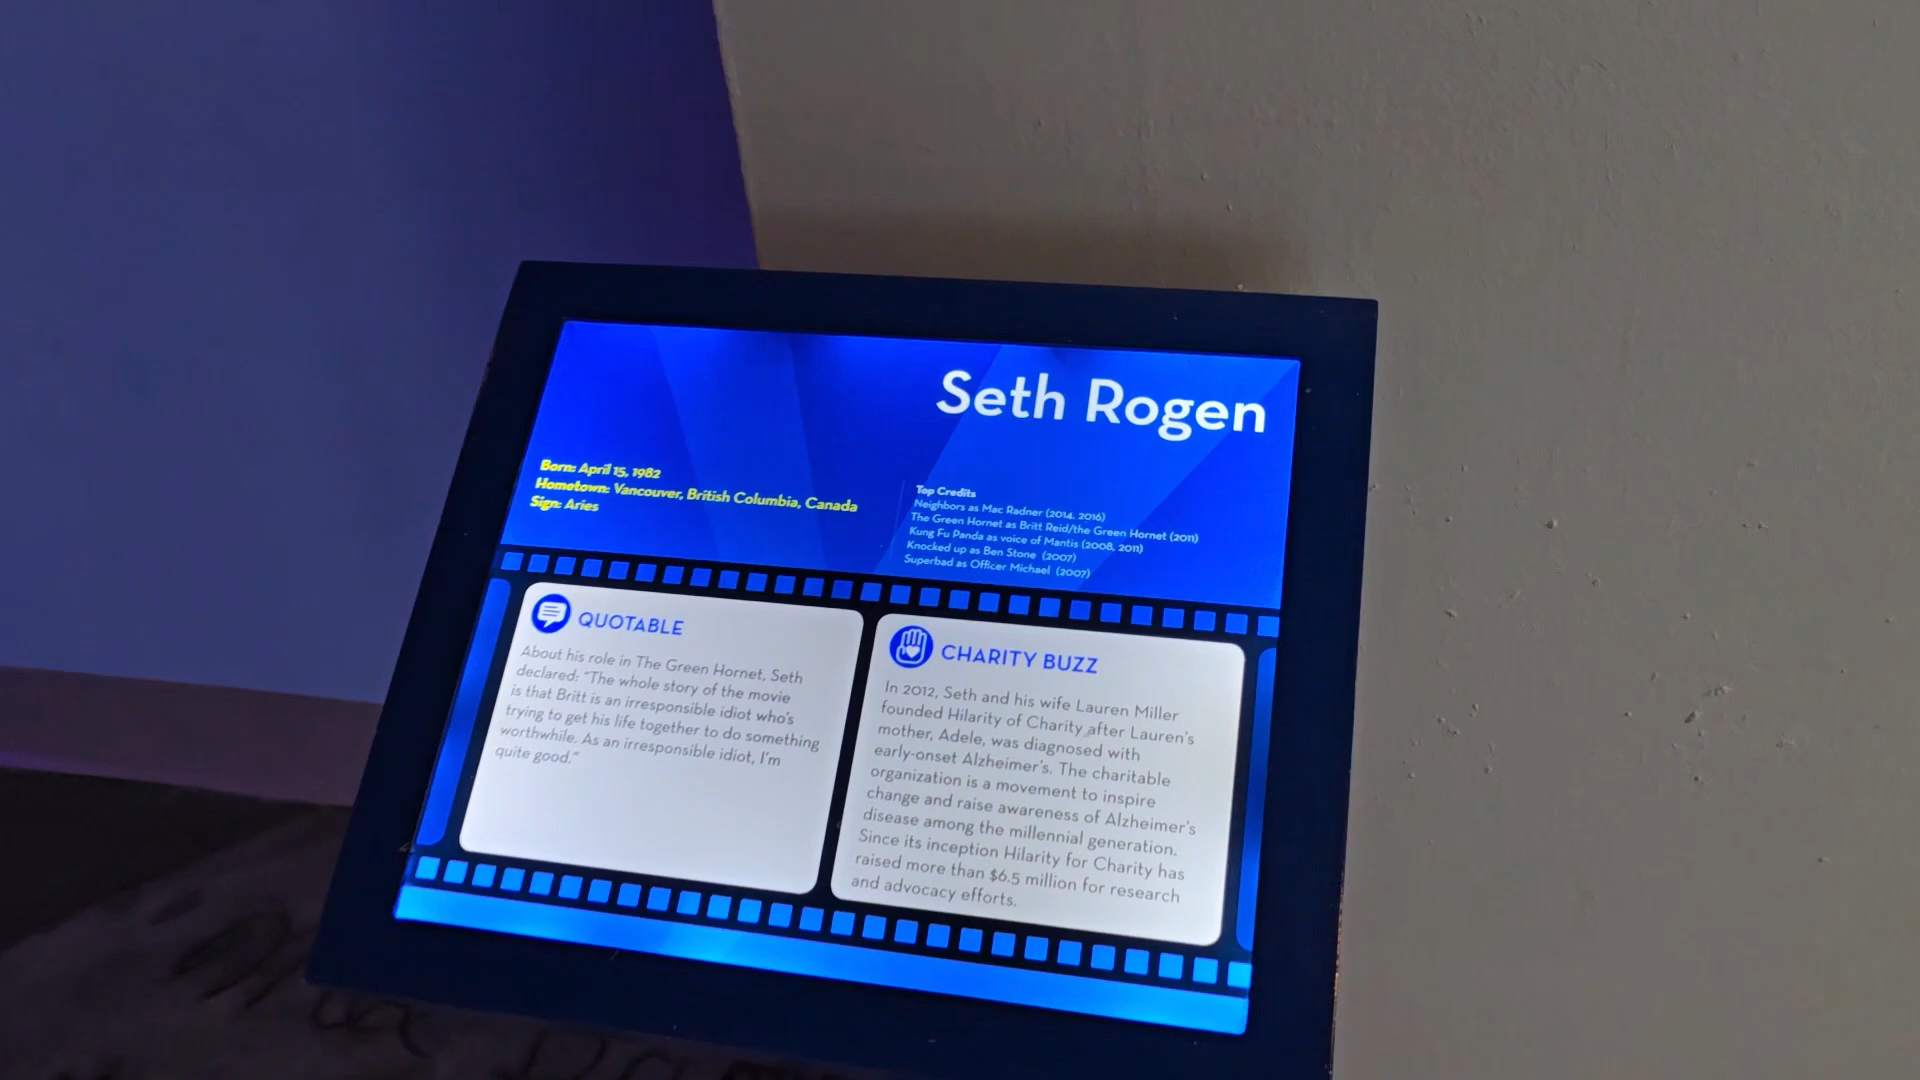 Seth Rogen
Born: April 15, 1982
Hometown: Vancouver, British Columbia, Canada
Sign: Aries
Top Credits
Neighbors as Mac Radner (2014, 2016)
The Green Hornet as Britt Reid/the Green Hornet (2011)
Kung Fu Panda as voice of Mantis (2008, 2011)
Knocked up as Ben Stone (2007)
Superbad as Officer Michael (2007)
QUOTABLE
About his role in The Green Hornet, Seth
declared: "The whole story of the movie
is that Britt is an irresponsible idiot who's
trying to get his life together to do something
worthwhile. As an irresponsible idiot, I'm
quite good."
CHARITY BUZZ
In 2012, Seth and his wife Lauren Miller
founded Hilarity of Charity after Lauren's
mother, Adele, was diagnosed with
early-onset Alzheimer's. The charitable
organization is a movement to inspire
change and raise awareness of Alzheimer's
disease among the millennial generation.
Since its inception Hilarity for Charity has
raised more than $6.5 million for research
and advocacy efforts.